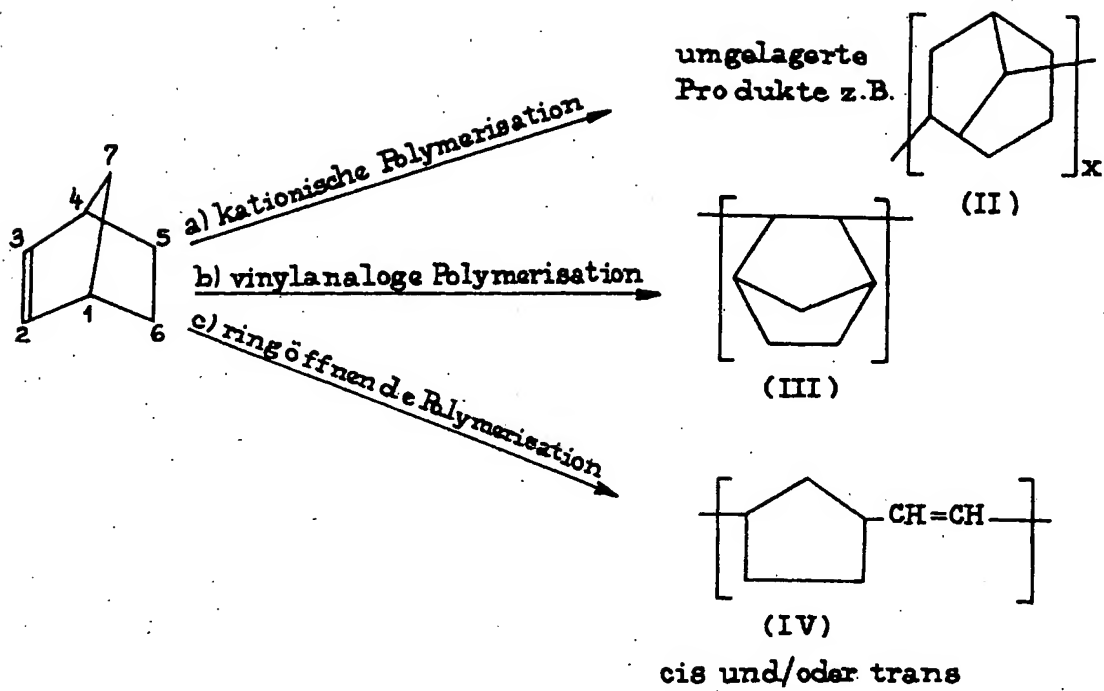 umgelagerte
Produkte z.B.
x
(II)
7
4
3
5
1
2
6
a) kationische Polymerisation
b) vinylanaloge Polymerisation
c) ringöffnende Polymerisation
(III)
CH=CH
(IV)
cis und/oder trans